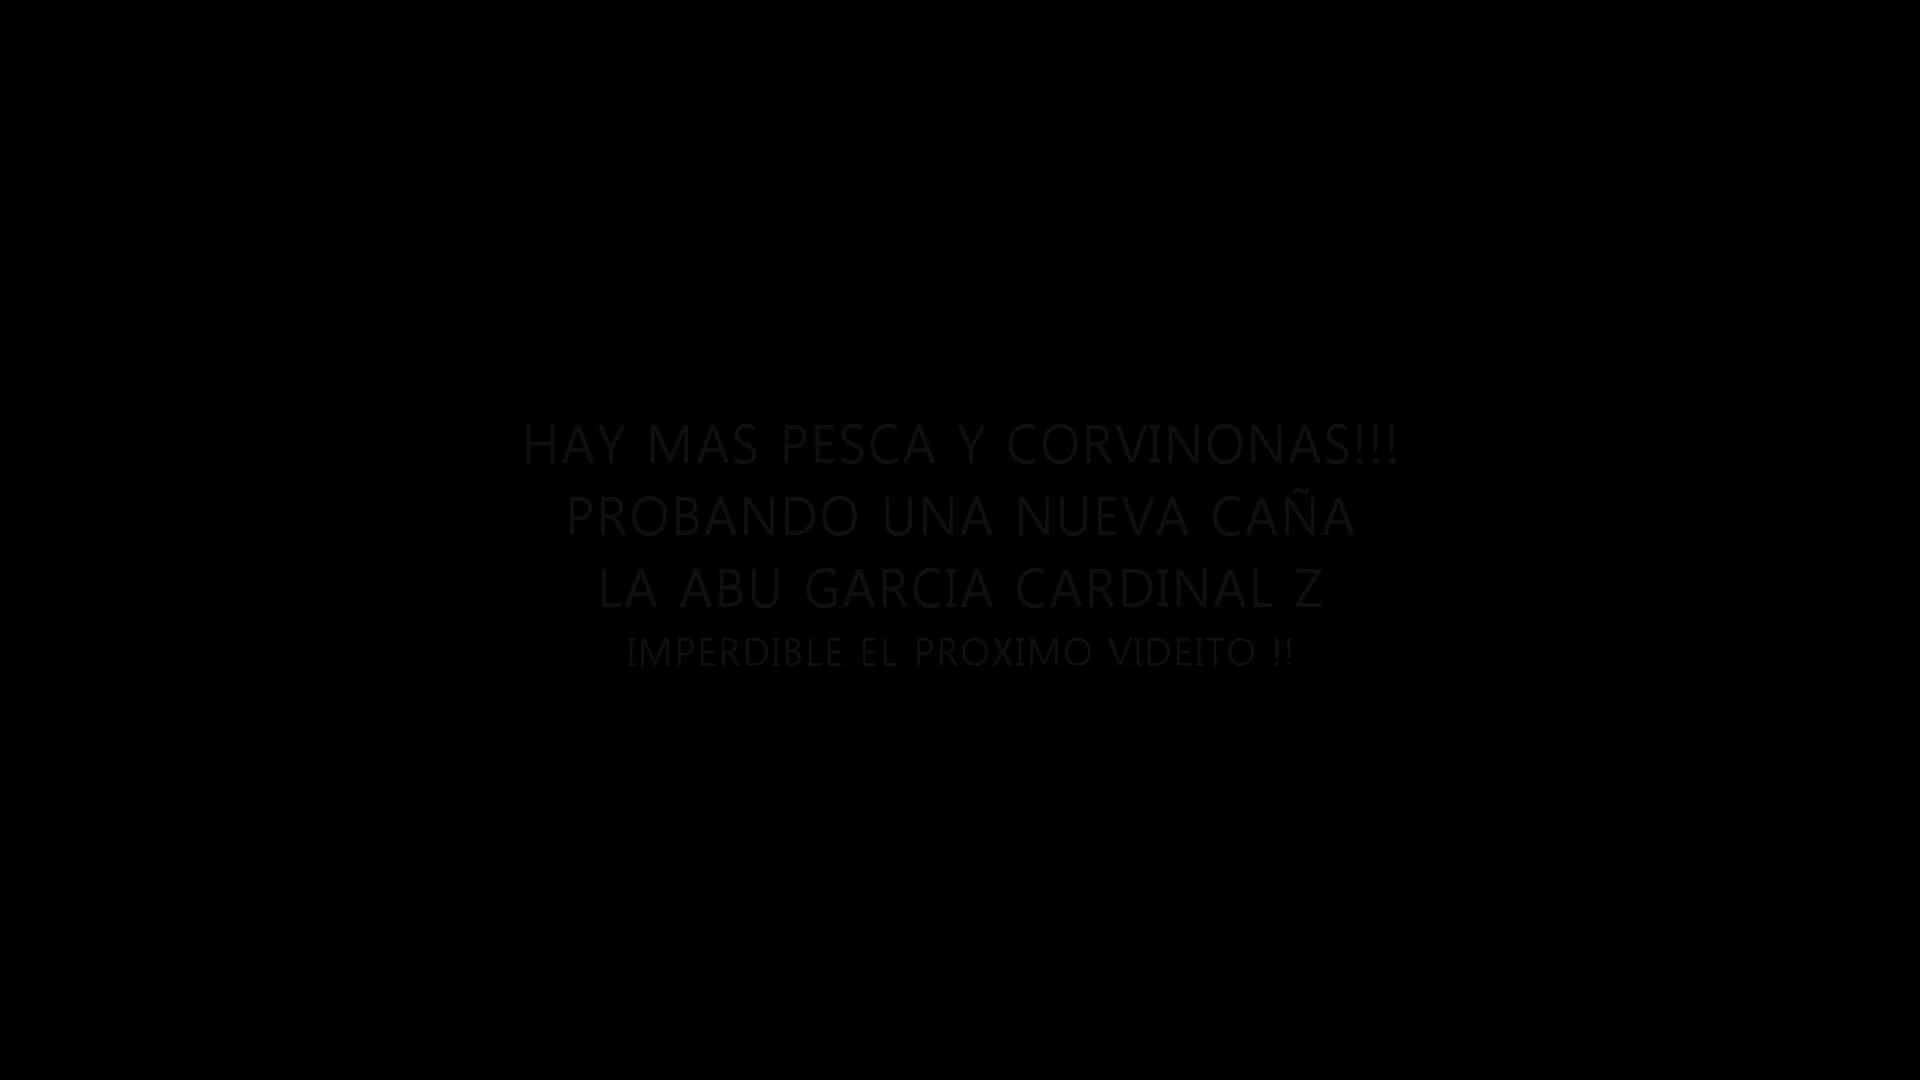 HAY MAS PESCA Y CORVINONAS!!!
PROBANDO UNA NUEVA CAÑA
LA ABU GARCIA CARDINAL Z
IMPERDIBLE EL PROXIMO VIDEITO !!